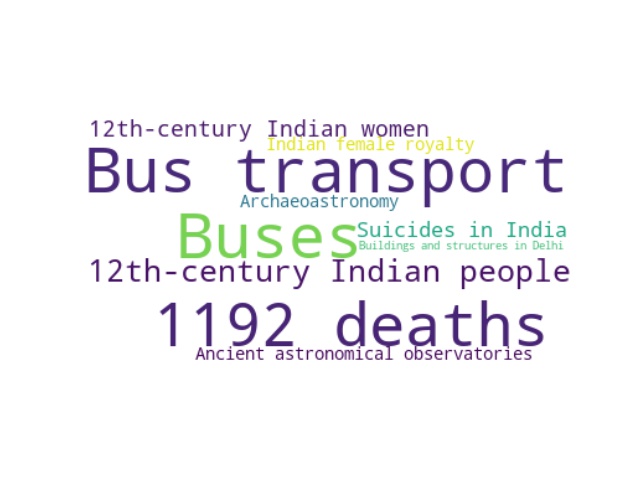 12th-century Indian women
Indian female royalty
Bus transport
Archaeoastronomy
Buses
Suicides in India
Buildings and structures in Delhi
12th-century Indian people
1192 deaths
Ancient astronomical observatories